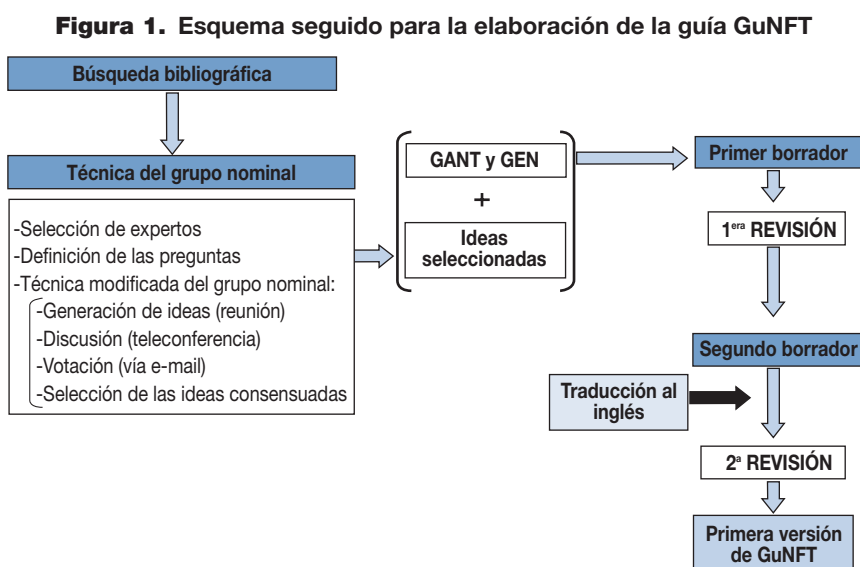 Figura 1. Esquema seguido para la elaboración de la guía GuNFT
Búsqueda bibliográfica
Técnica del grupo nominal
-Selección de expertos
-Definición de las preguntas
-Técnica modificada del grupo nominal:
-Generación de ideas (reunión)
-Discusión (teleconferencia)
-Votación (vía e-mail)
-Selección de las ideas consensuadas
GANT y GEN
+
Ideas
seleccionadas
Primer borrador
1era REVISIÓN
Segundo borrador
Traducción al
inglés
2ª REVISIÓN
Primera versión
de GuNFT